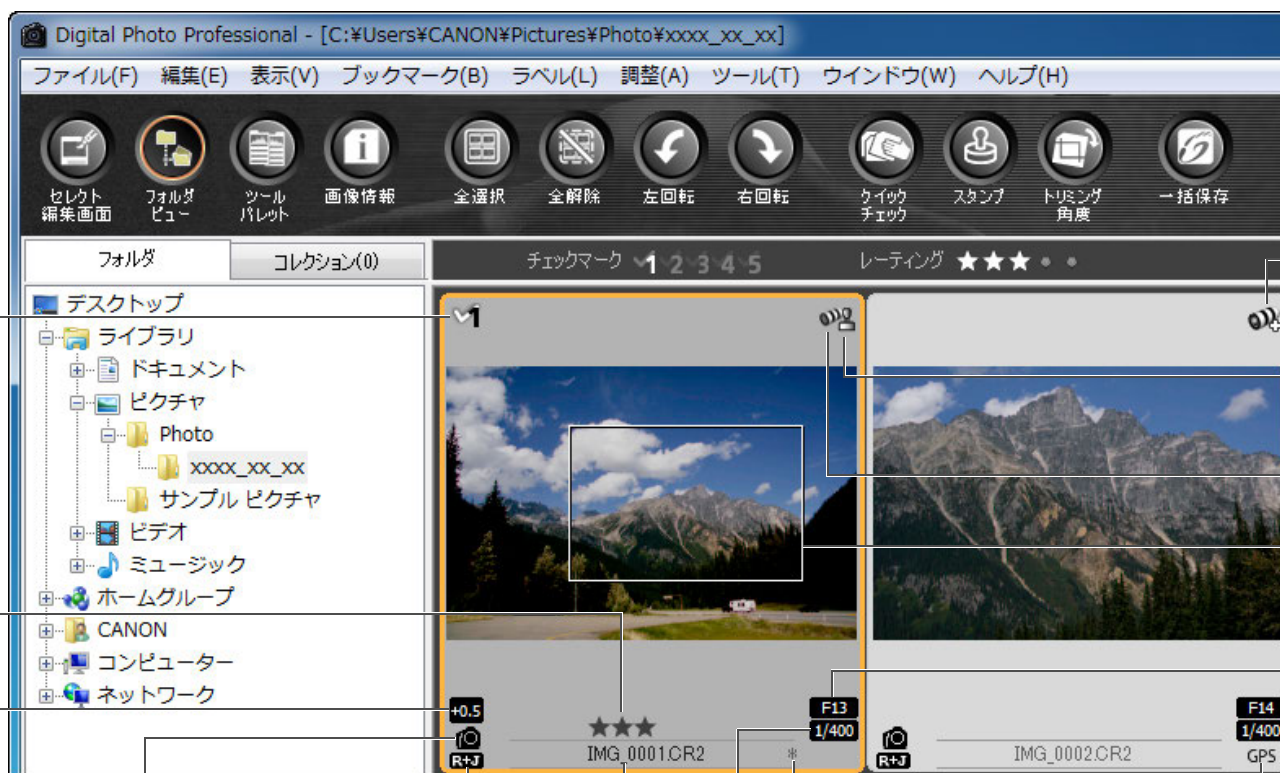 Digital Photo Professional - [C:¥Users¥CANON¥Pictures¥Photo¥xxxx_xx_xx]
ファイル(F) 編集(E) 表示(V) ブックマーク(B) ラベル(L) 調整(A) ツール(T) ウインドウ(W) ヘルプ(H)
セレクト
編集画面
フォルダ
ビュー
ツール
パレット
画像情報
全選択
全解除
左回転
右回転
クイック
チェック
スタンプ
トリミング
角度
一括保存
フォルダ
コレクション(0)
チェックマーク 1 2 3 4 5
レーティング ★★★
デスクトップ
ライブラリ
ドキュメント
ピクチャ
Photo
xxxx_xx_xx
サンプル ピクチャ
ビデオ
ミュージック
ホームグループ
CANON
コンピューター
ネットワーク
1
+0.5
R+J
★★★
IMG_0001.CR2
F13
1/400
*
R+J
IMG_0002.CR2
F14
1/400
GPS